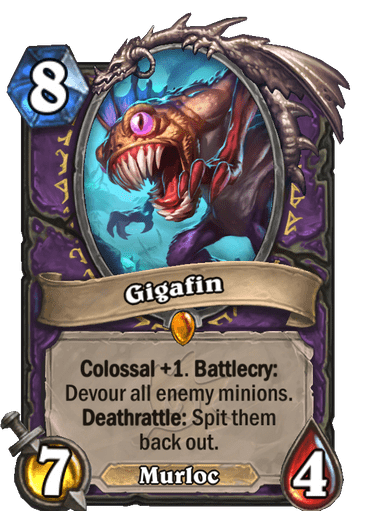 8
Gigafin
Colossal +1. Battlecry:
Devour all enemy minions.
Deathrattle: Spit them
back out.
7
Murloc
4